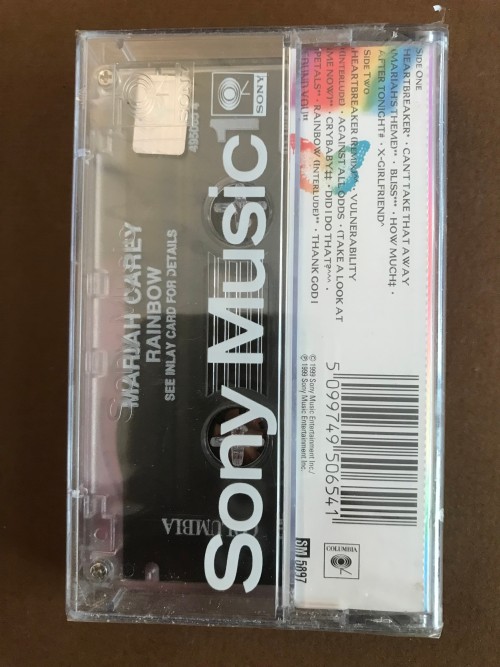 SIDE ONE
HEARTBREAKER* • CAN'T TAKE THAT AWAY
(MARIAH'S THEME)** • BLISS*** • HOW MUCH‡ •
AFTER TONIGHT# • X-GIRLFRIEND^
SIDE TWO
HEARTBREAKER (REMIX) • VULNERABILITY
(INTERLUDE) • AGAINST ALL ODDS • (TAKE A LOOK AT
ME NOW) • CRYBABY‡‡ • DID I DO THAT?^^^ •
PETALS** • RAINBOW (INTERLUDE)** • THANK GOD I
FOUND YOU
℗ 1999 Sony Music Entertainment Inc./
© 1999 Sony Music Entertainment Inc.
5 099749 506541
COLUMBIA
SM 5897
SONY
Sony Music
1
MARIAH CAREY
RAINBOW
SEE INLAY CARD FOR DETAILS
COLUMBIA